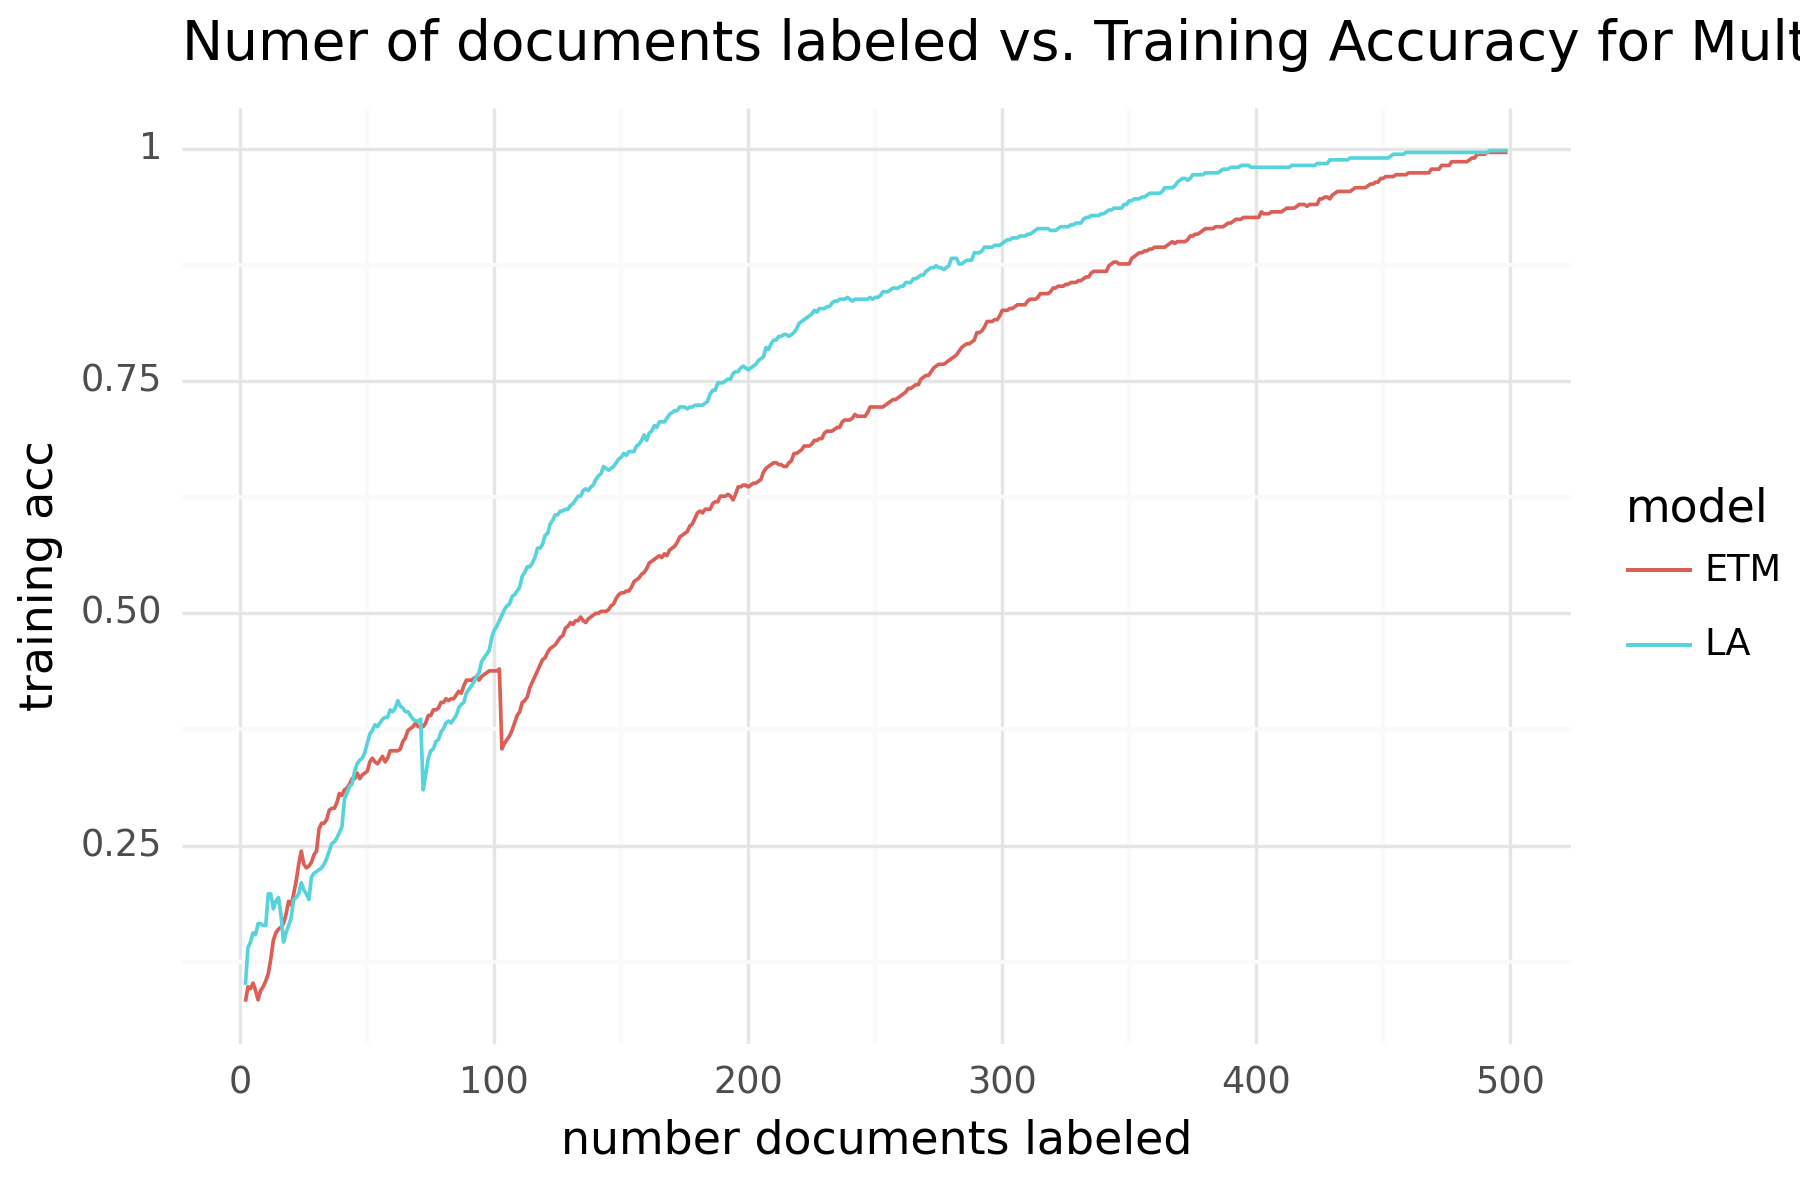 Numer of documents labeled vs. Training Accuracy for Mult
1
0.75
0.50
0.25
training acc
0
100
200
300
400
500
number documents labeled
model
ETM
LA